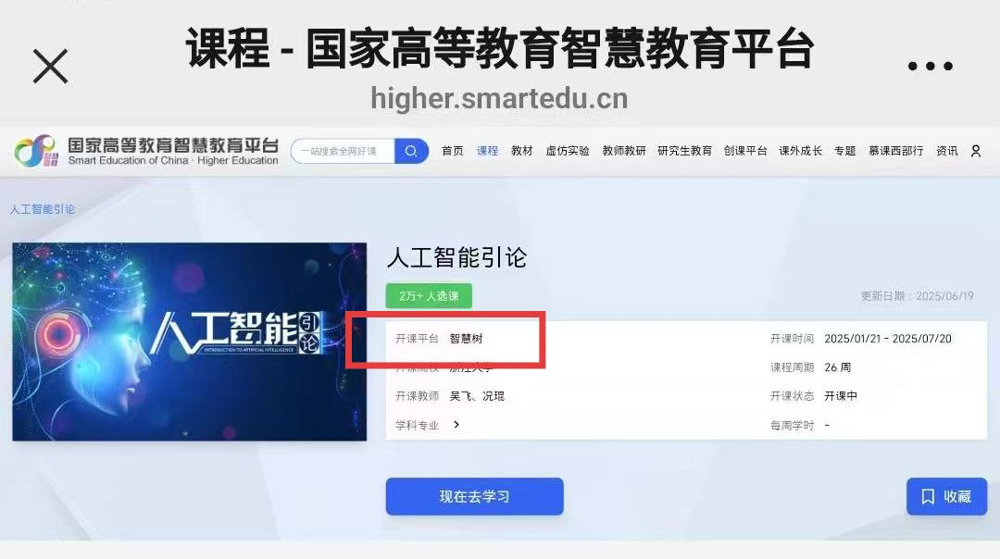 课程 - 国家高等教育智慧教育平台
higher.smartedu.cn
国家高等教育智慧教育平台
Smart Education of China · Higher Education
一站搜索全网好课
首页 课程 教材 虚仿实验 教师教研 研究生教育 创课平台 课外成长 专题 慕课西部行 资讯
人工智能引论
人工智能引论
INTRODUCTION TO ARTIFICIAL INTELLIGENCE
人工智能引论
2万+ 人选课
更新日期：2025/06/19
开课平台 智慧树
开课时间 2025/01/21 - 2025/07/20
开课高校 浙江大学
课程周期 26 周
开课教师 吴飞、况琨
开课状态 开课中
学科专业
每周学时 -
现在去学习
收藏